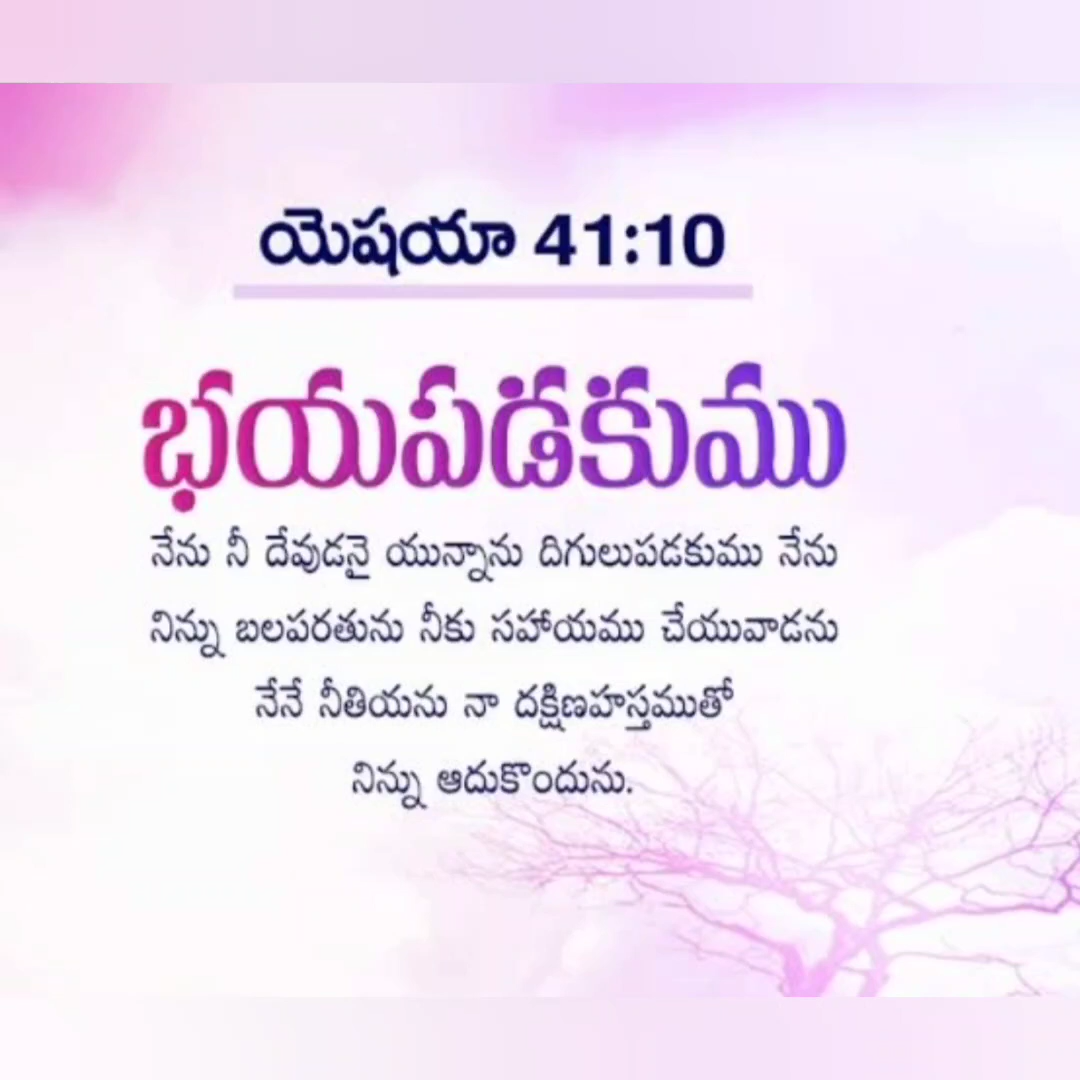 యెషయా 41:10
భయపడకుము
నేను నీ దేవుడనై యున్నాను దిగులుపడకుము నేను
నిన్ను బలపరతును నీకు సహాయము చేయువాడను
నేనే నీతియను నా దక్షిణహస్తముతో
నిన్ను ఆదుకొందును.